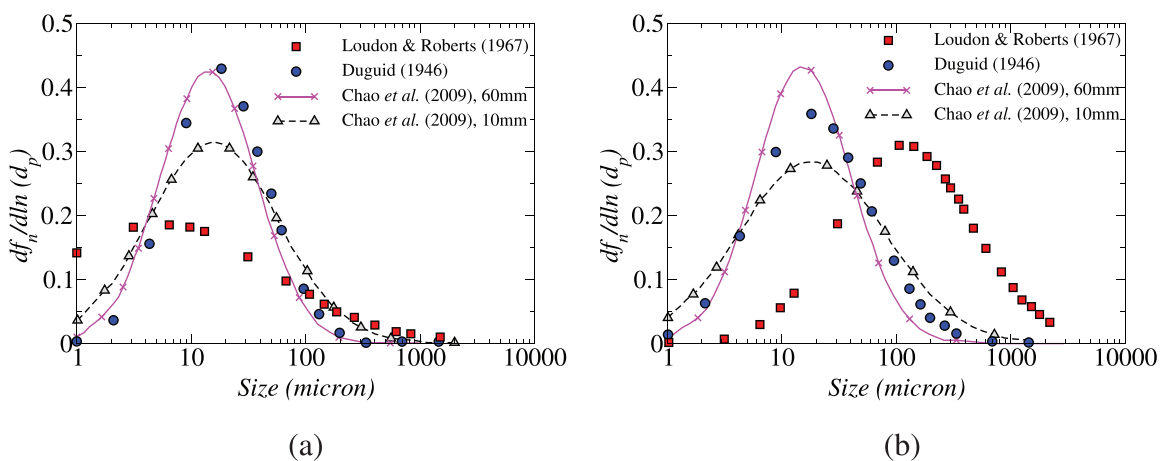 0.5
0.4
0.3
0.2
0.1
0
df_n/dln (d_p)
Loudon & Roberts (1967)
Duguid (1946)
Chao et al. (2009), 60mm
Chao et al. (2009), 10mm
1 10 100 1000 10000
Size (micron)
(a)
0.5
0.4
0.3
0.2
0.1
0
df_n/dln (d_p)
Loudon & Roberts (1967)
Duguid (1946)
Chao et al. (2009), 60mm
Chao et al. (2009), 10mm
1 10 100 1000 10000
Size (micron)
(b)